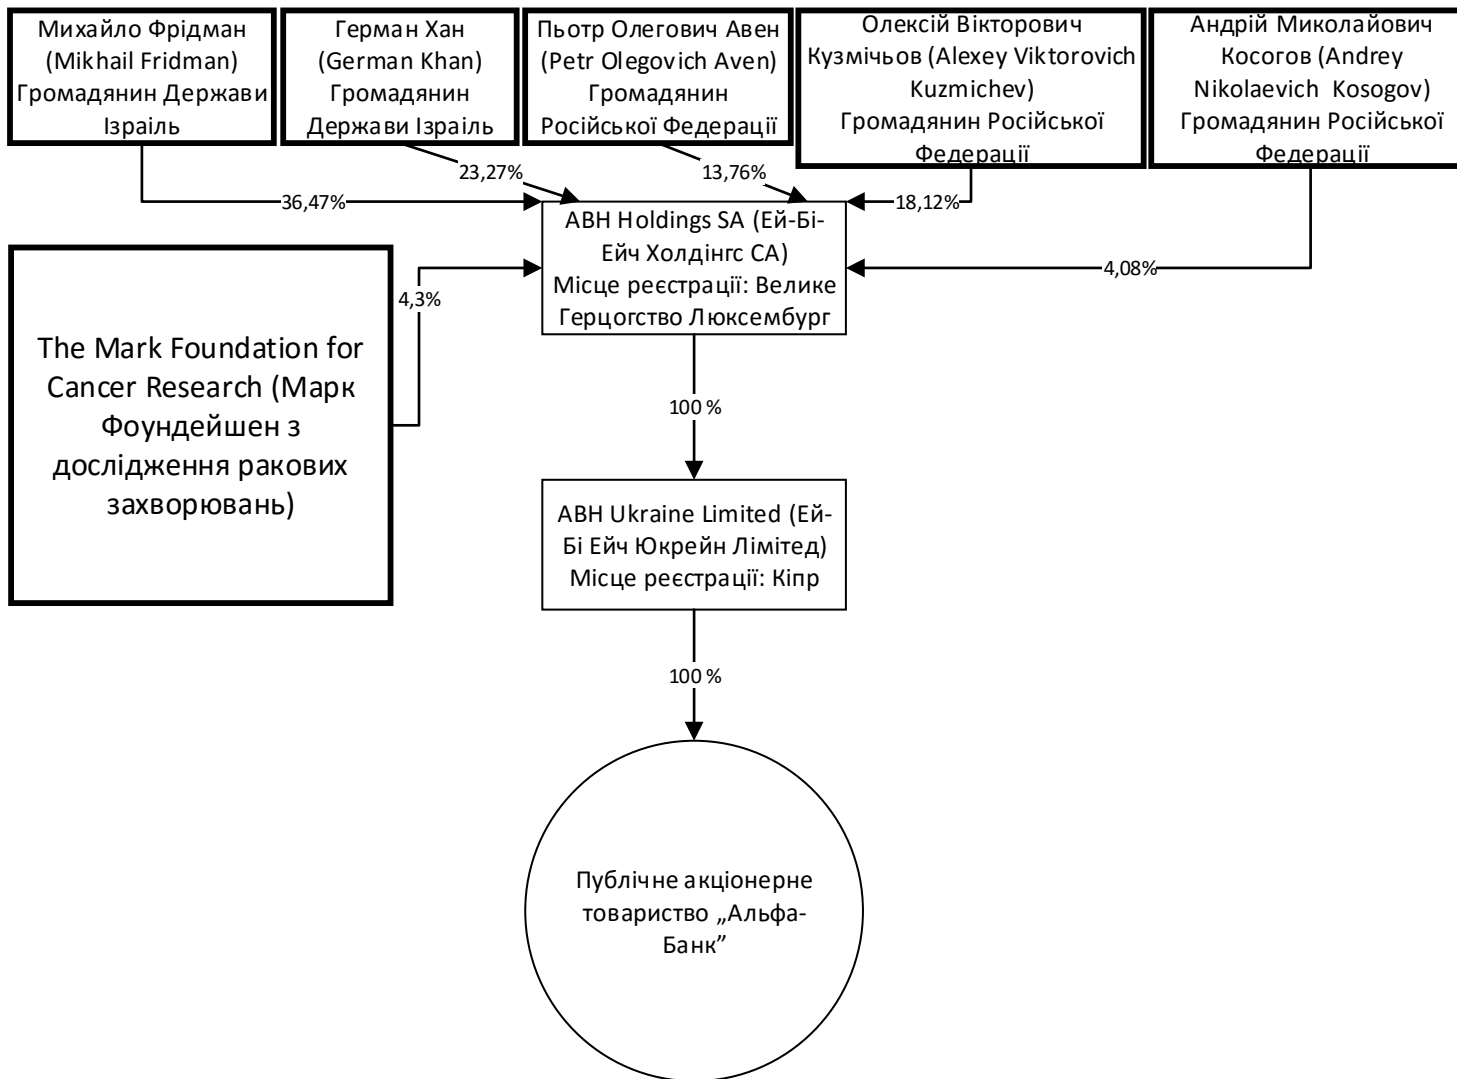 Михайло Фрідман
(Mikhail Fridman)
Громадянин Держави
Ізраіль
Герман Хан
(German Khan)
Громадянин
Держави Ізраіль
Пьотр Олегович Авен
(Petr Olegovich Aven)
Громадянин
Російської Федерації
Олексій Вікторович
Кузмічьов (Alexey Viktorovich
Kuzmichev)
Громадянин Російської
Федерації
Андрій Миколайович
Косогов (Andrey
Nikolaevich Kosogov)
Громадянин Російської
Федерації
23,27%
13,76%
36,47%
18,12%
ABH Holdings SA (Ей-Бі-
Ейч Холдінгс СА)
Місце реєстрації: Велике
Герцогство Люксембург
4,08%
4,3%
The Mark Foundation for
Cancer Research (Марк
Фоундейшен з
дослідження ракових
захворювань)
100 %
ABH Ukraine Limited (Ей-
Бі Ейч Юкрейн Лімітед)
Місце реєстрації: Кіпр
100 %
Публічне акціонерне
товариство „Альфа-
Банк”